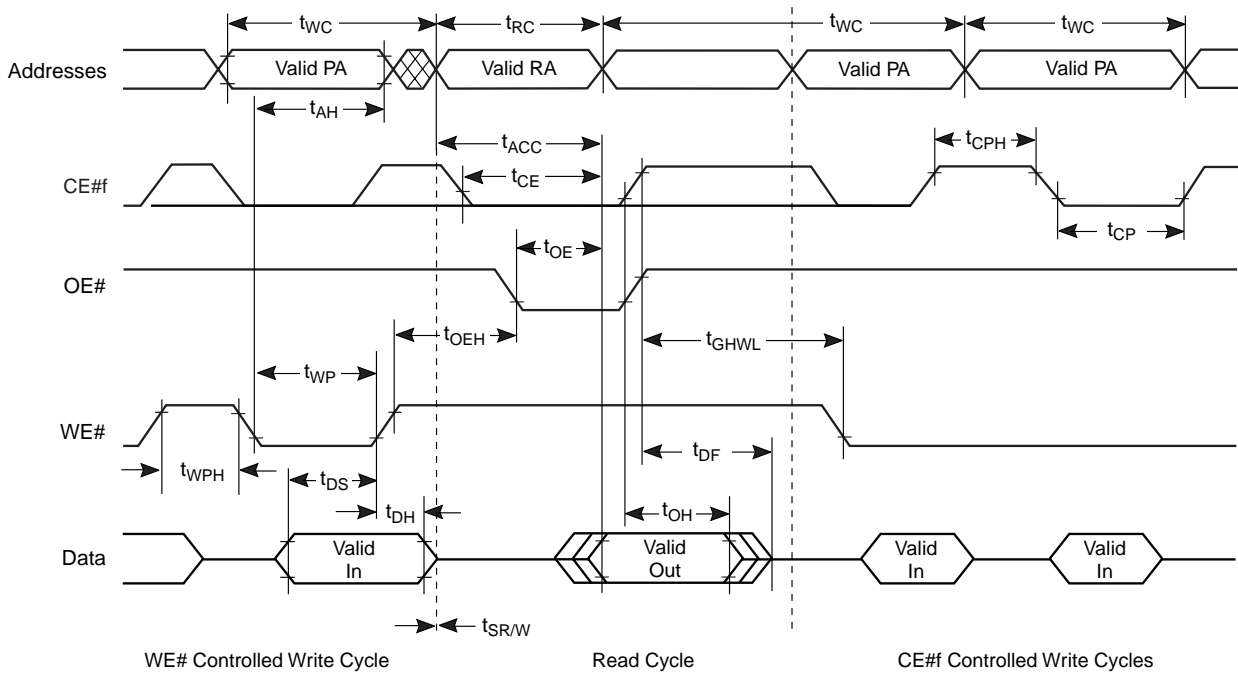 tWC tRC tWC tWC
Addresses Valid PA Valid RA Valid PA Valid PA
tAH
tACC tCPH
CE#f tCE
tOE tCP
OE#
tOEH tGHWL
tWP
WE#
tDF
tWPH tDS
tDH tOH
Data Valid In Valid Out Valid In Valid In
tSR/W
WE# Controlled Write Cycle Read Cycle CE#f Controlled Write Cycles